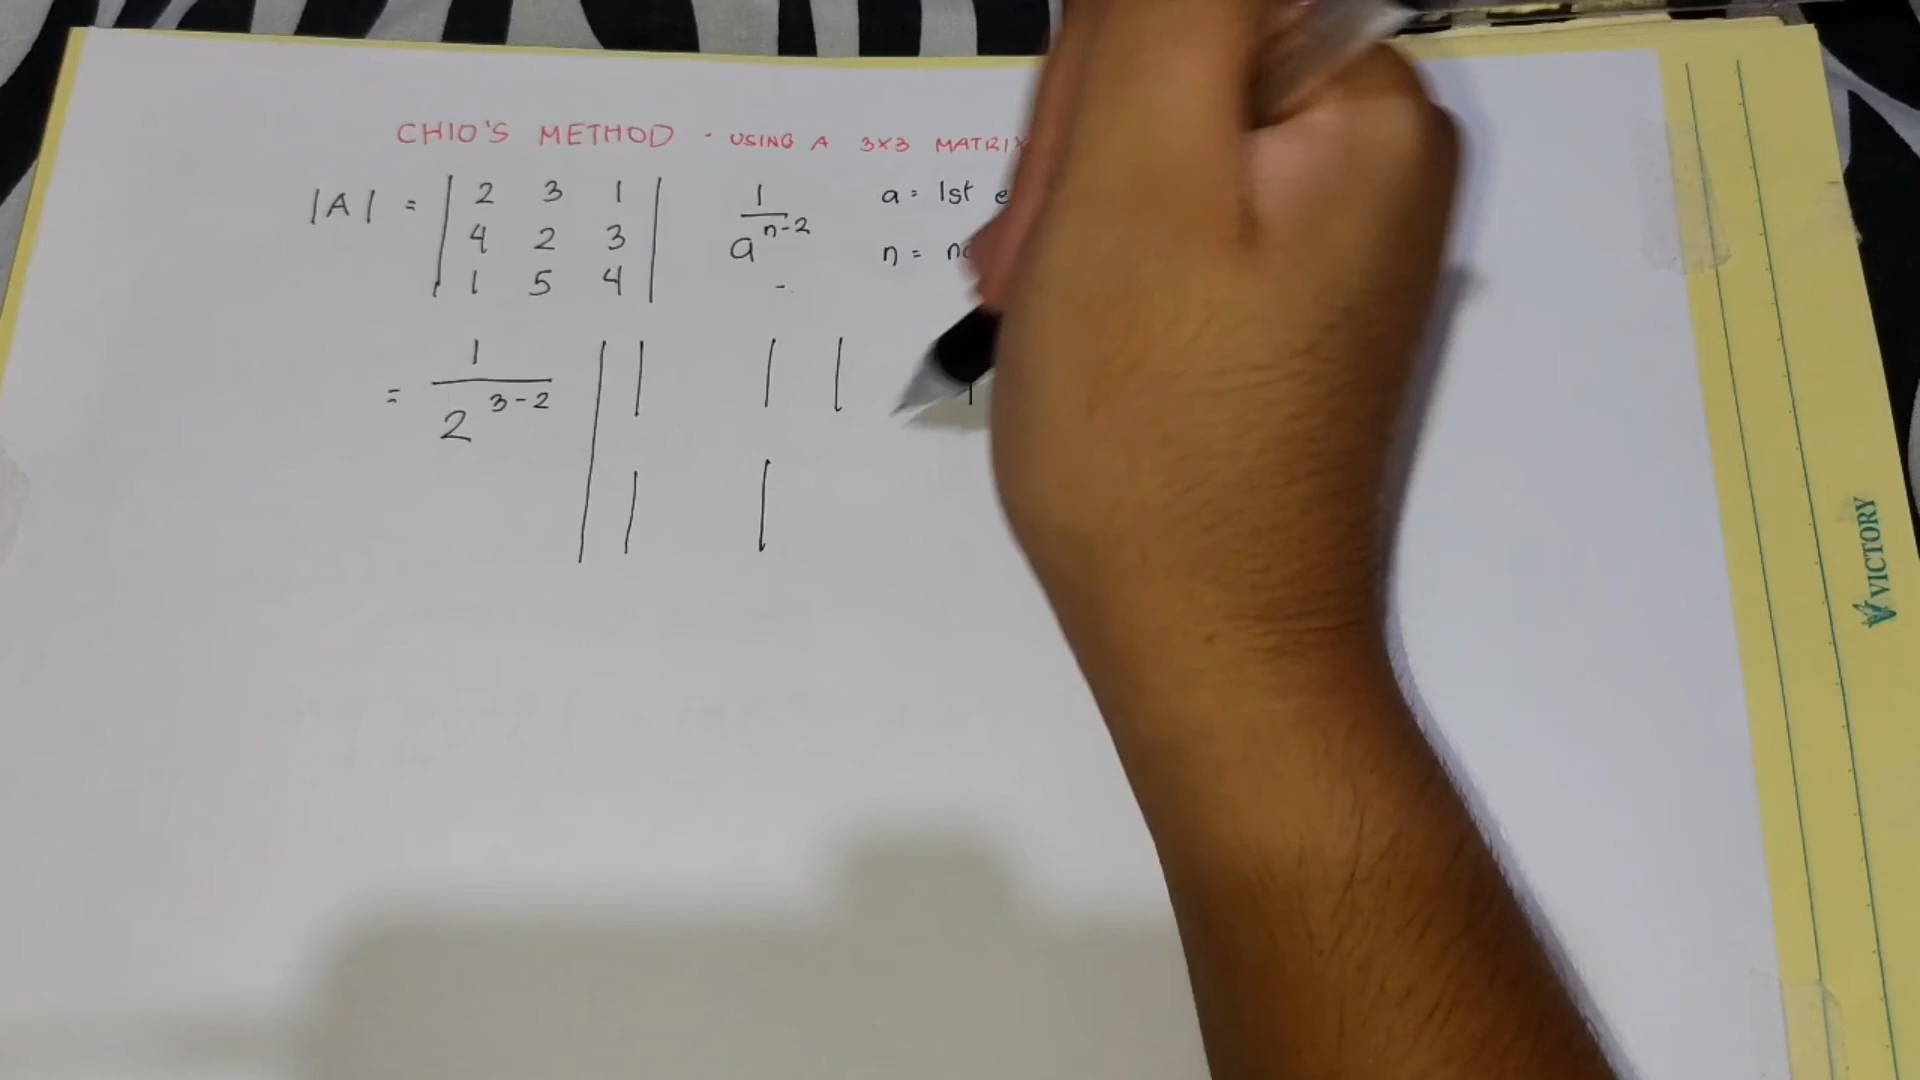 CHIO'S METHOD - USING A 3x3 MATRIX
|A| = | 2 3 1 |
4 2 3
1 5 4
1
a n-2
a = 1st
n =
= 1
2 3-2
VICTORY